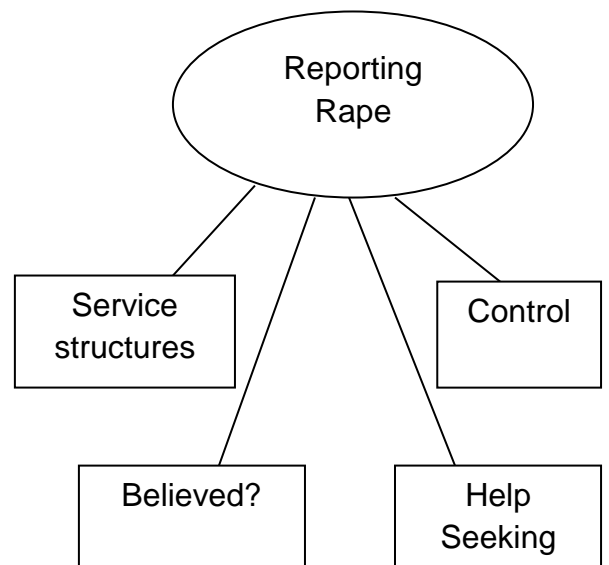 Reporting
Rape
Service
structures
Control
Believed?
Help
Seeking